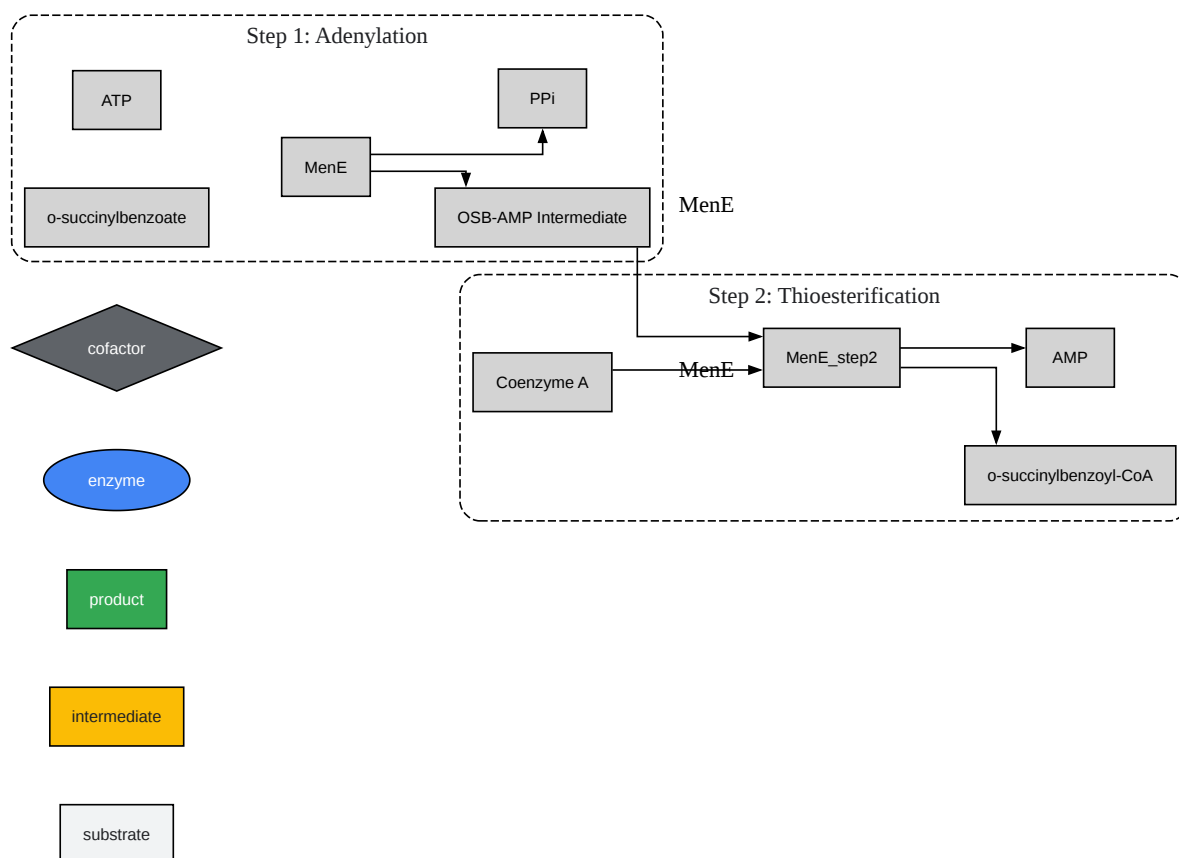 Step 1: Adenylation
ATP
PPi
MenE
o-succinylbenzoate
OSB-AMP Intermediate
MenE
Step 2: Thioesterification
cofactor
Coenzyme A
MenE
MenE_step2
AMP
o-succinylbenzoyl-CoA
enzyme
product
intermediate
substrate